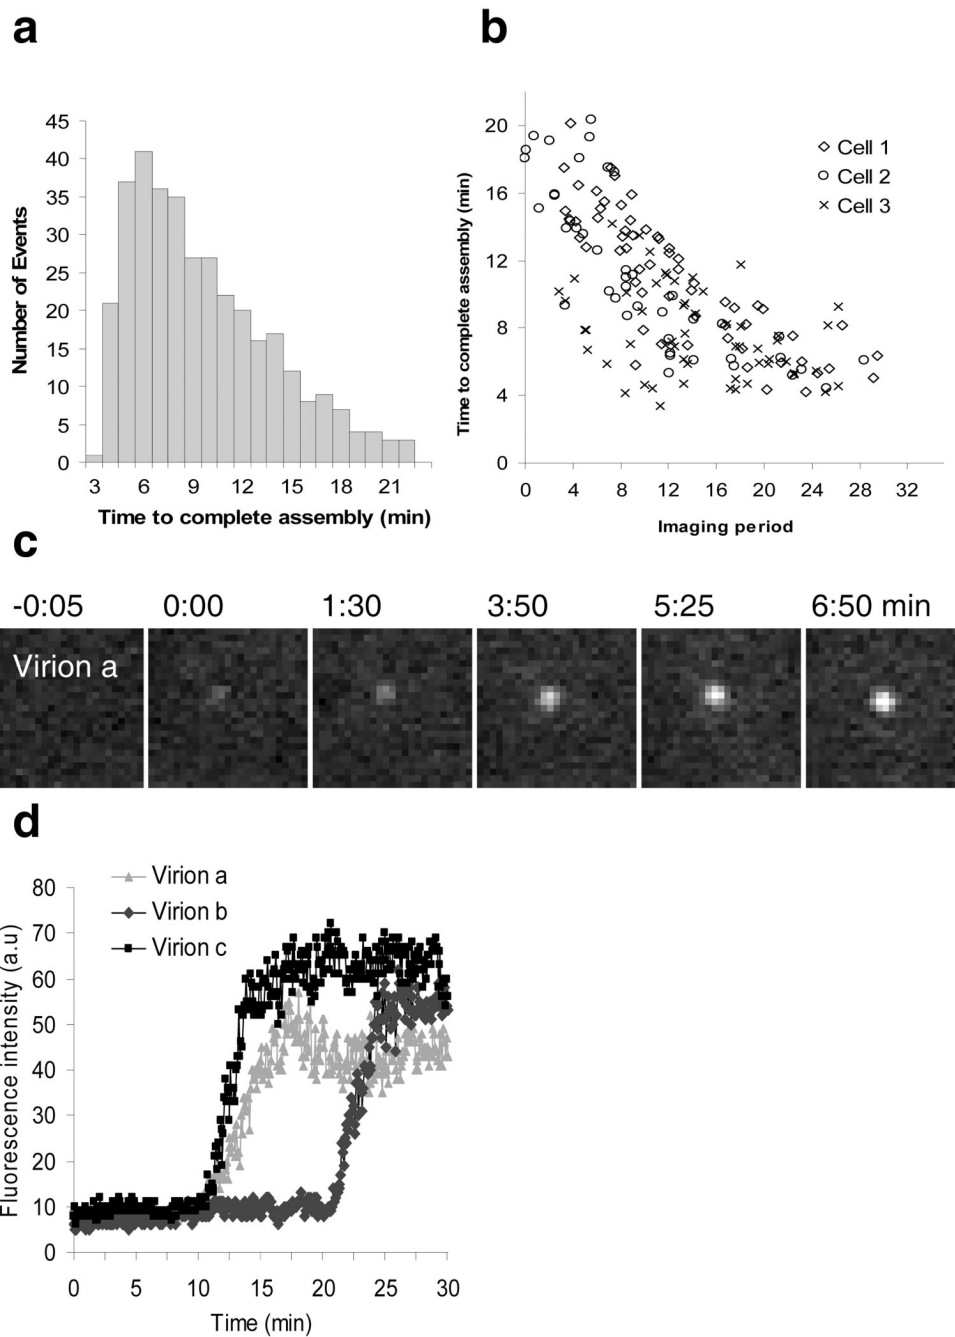 a
b
45
40
35
30
25
20
15
10
5
0
Number of Events
3 6 9 12 15 18 21
Time to complete assembly (min)
20
16
12
8
4
0
Time to complete assembly (min)
Cell 1
Cell 2
Cell 3
0 4 8 12 16 20 24 28 32
Imaging period
c
-0:05 0:00 1:30 3:50 5:25 6:50 min
Virion a
d
Virion a
Virion b
Virion c
80
70
60
50
40
30
20
10
0
Fluorescence intensity (a.u)
0 5 10 15 20 25 30
Time (min)